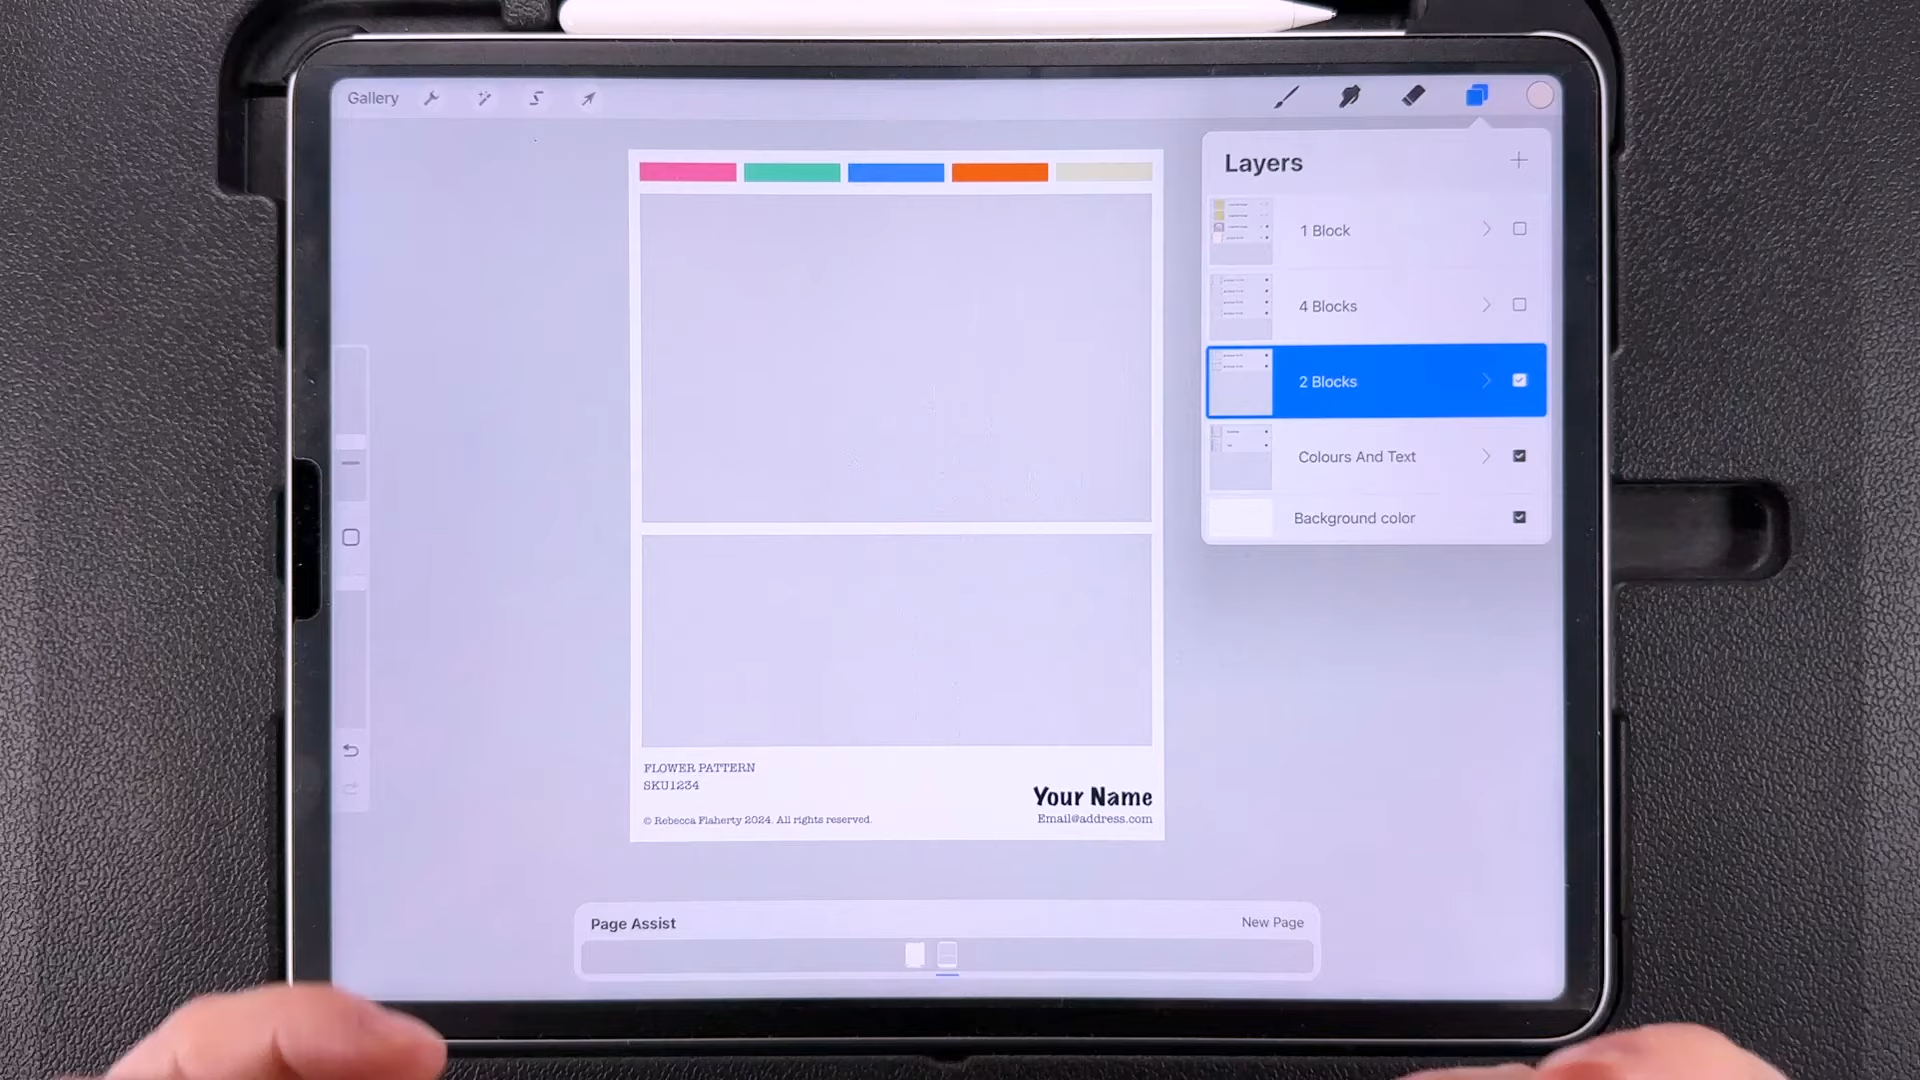 Gallery
Layers
1 Block
4 Blocks
2 Blocks
Colours And Text
Background color
FLOWER PATTERN
SKU1234
© Rebecca Flaherty 2024. All rights reserved.
Your Name
Email@address.com
Page Assist
New Page